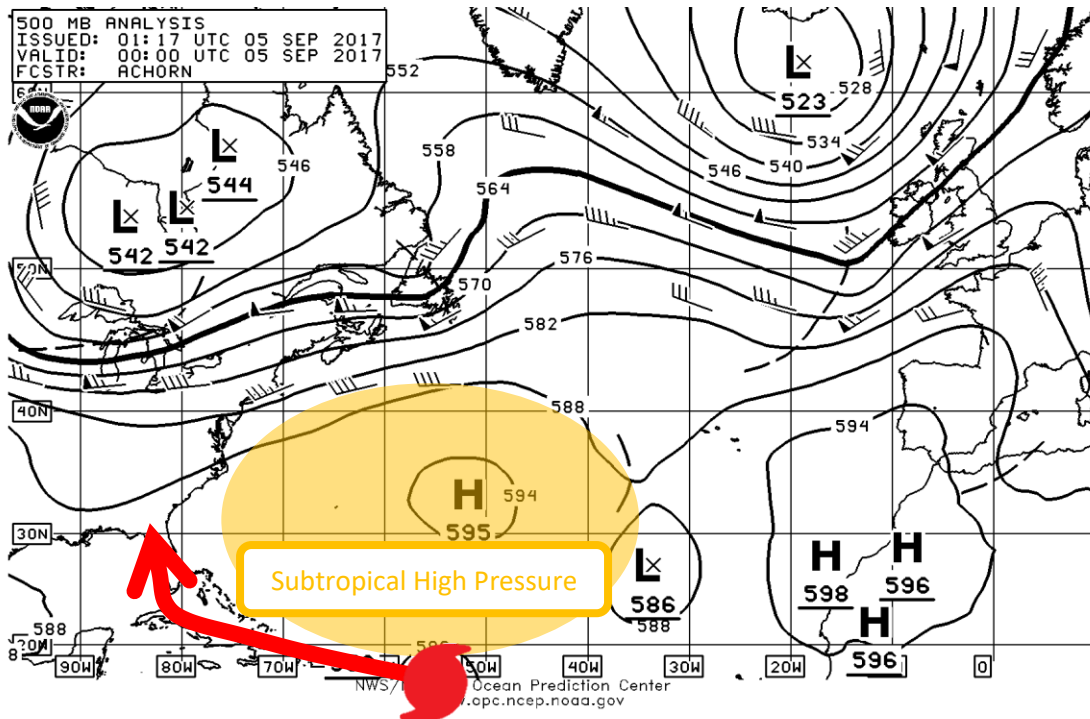 500 MB ANALYSIS
ISSUED: 01:17 UTC 05 SEP 2017
VALID: 00:00 UTC 05 SEP 2017
FCSTR: ACHORN
NOAA
552
L
523
528
534
540
546
L
544
546
558
564
L
542
L
542
570
576
582
40N
588
594
H
595
594
30N
Subtropical High Pressure
L
586
588
H
598
H
596
H
596
588
20N
90W
80W
70W
50W
40W
30W
20W
10W
0
Ocean Prediction Center
.opc.ncep.noaa.gov